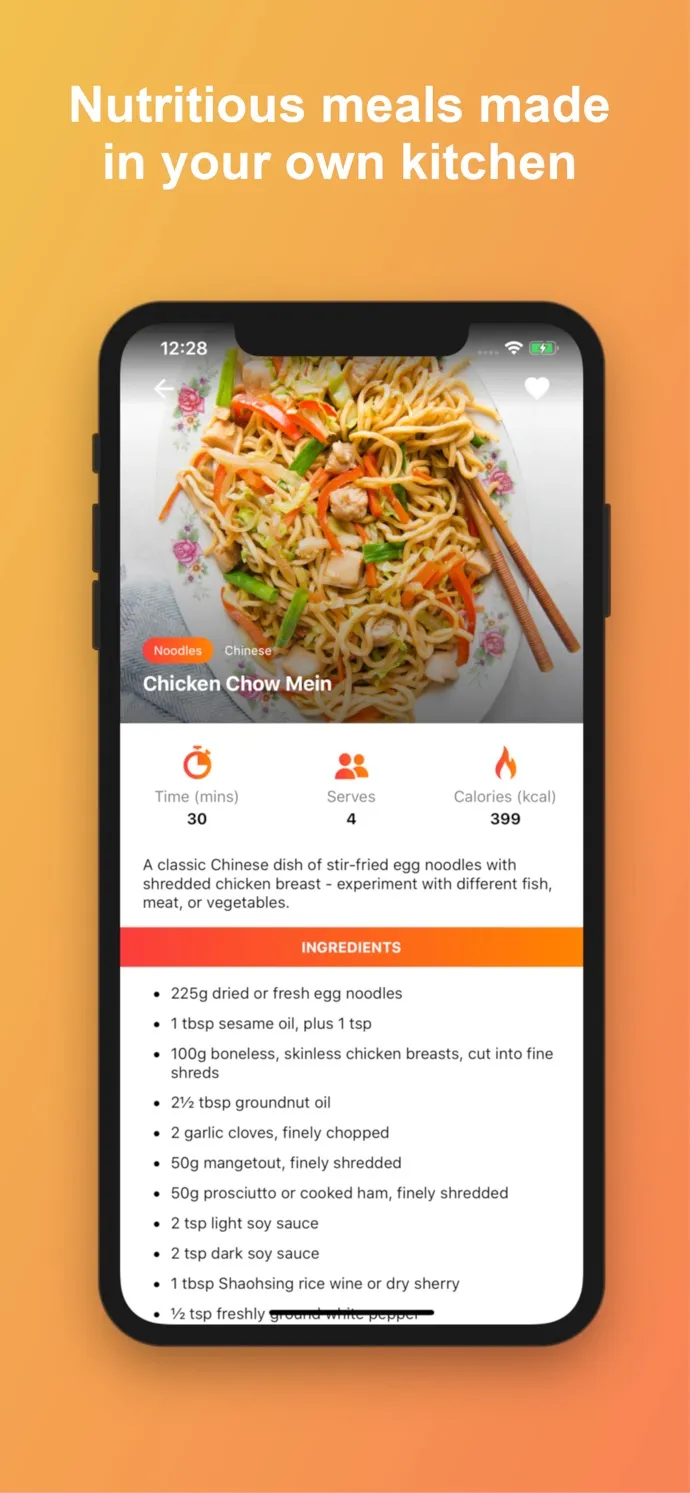 Nutritious meals made
in your own kitchen
12:28
Noodles Chinese
Chicken Chow Mein
Time (mins) Serves Calories (kcal)
30 4 399
A classic Chinese dish of stir-fried egg noodles with
shredded chicken breast - experiment with different fish,
meat, or vegetables.
INGREDIENTS
• 225g dried or fresh egg noodles
• 1 tbsp sesame oil, plus 1 tsp
• 100g boneless, skinless chicken breasts, cut into fine
shreds
• 2½ tbsp groundnut oil
• 2 garlic cloves, finely chopped
• 50g mangetout, finely shredded
• 50g prosciutto or cooked ham, finely shredded
• 2 tsp light soy sauce
• 2 tsp dark soy sauce
• 1 tbsp Shaohsing rice wine or dry sherry
• ½ tsp freshly ground white pepper